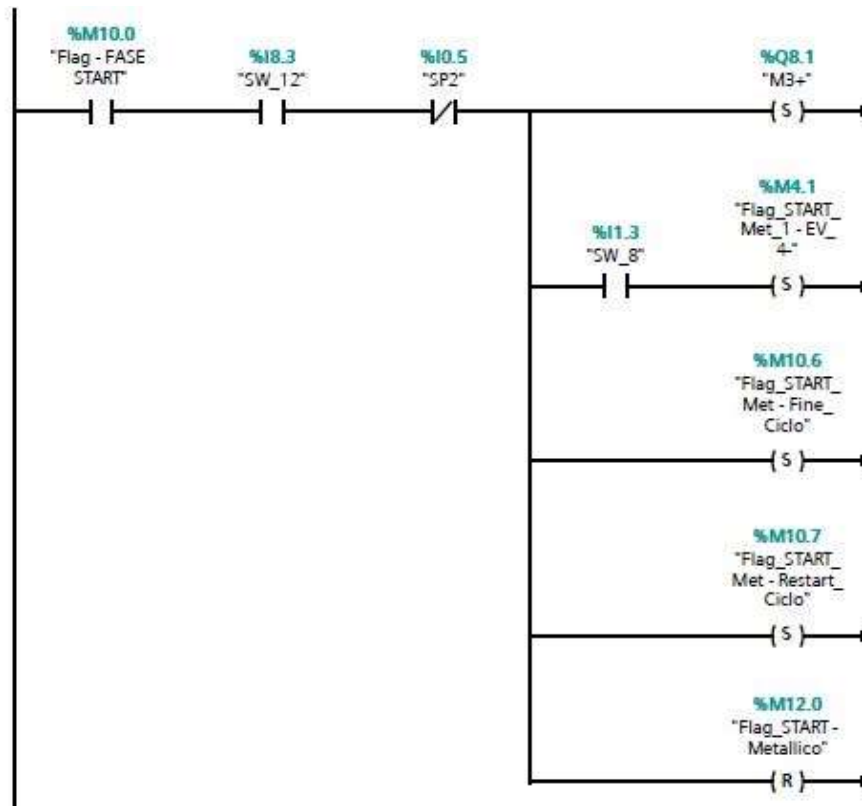 %M10.0
"Flag - FASE
START"
%I8.3
"SW_12"
%I0.5
"SP2"
%Q8.1
"M3+"
( S )
%M4.1
"Flag_START_
Met_1 - EV_
4-"
%I1.3
"SW_8"
( S )
%M10.6
"Flag_START_
Met - Fine_
Ciclo"
( S )
%M10.7
"Flag_START_
Met - Restart_
Ciclo"
( S )
%M12.0
"Flag_START -
Metallico"
( R )